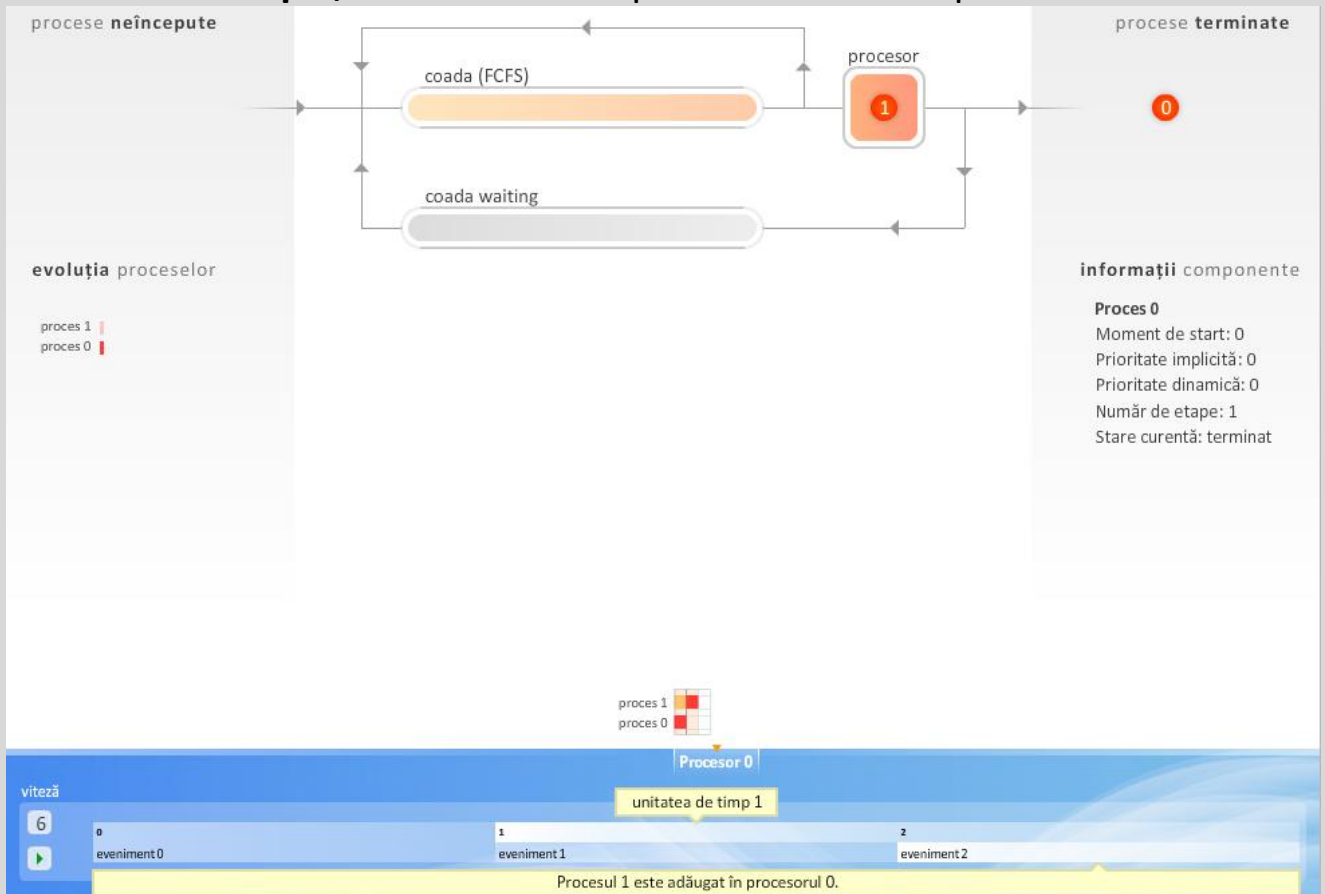 procese neîncepute
procese terminate
procesor
coada (FCFS)
1
0
coada waiting
evoluția proceselor
informații componente
Proces 0
Moment de start: 0
Prioritate implicită: 0
Prioritate dinamică: 0
Număr de etape: 1
Stare curentă: terminat
proces 1
proces 0
proces 1
proces 0
Procesor 0
viteză
unitatea de timp 1
6
0
1
2
eveniment 0
eveniment 1
eveniment 2
Procesul 1 este adăugat în procesorul 0.